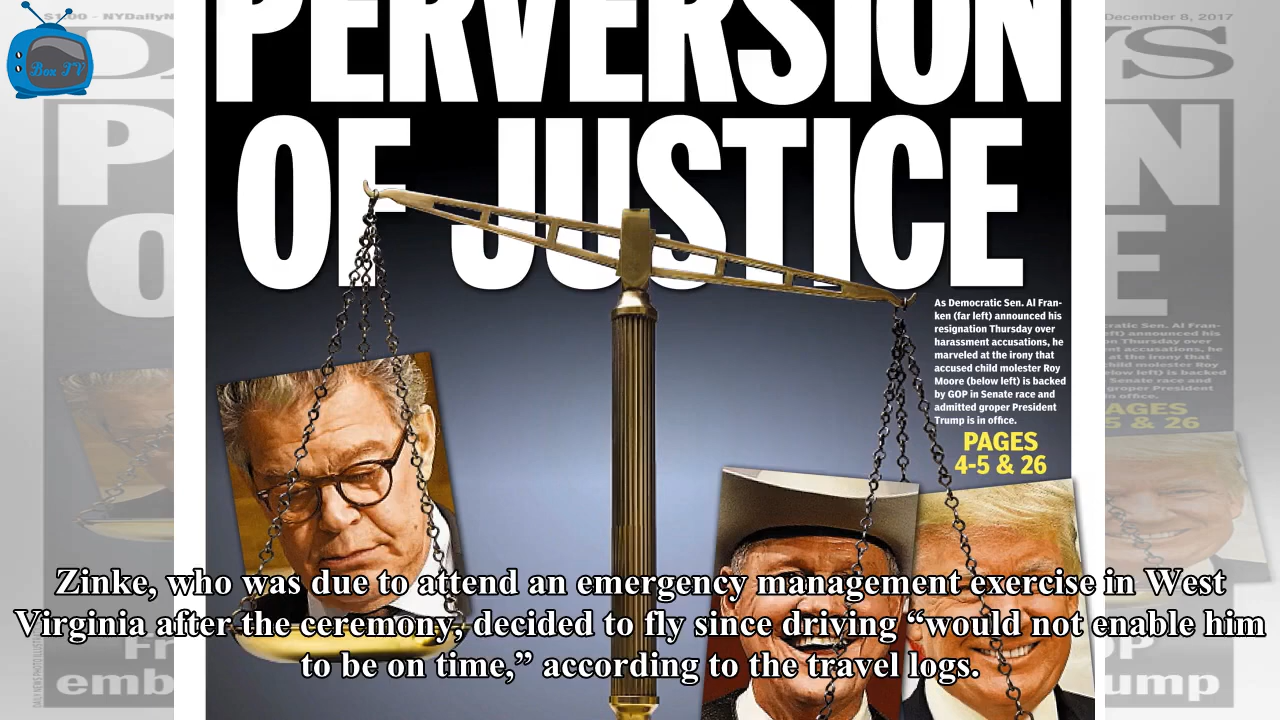 $1.00 - NYDailyN
December 8, 2017
Box TV
PERVERSION
OF JUSTICE
As Democratic Sen. Al Fran-
ken (far left) announced his
resignation Thursday over
harassment accusations, he
marveled at the irony that
accused child molester Roy
Moore (below left) is backed
by GOP in Senate race and
admitted groper President
Trump is in office.
PAGES
4-5 & 26
Zinke, who was due to attend an emergency management exercise in West
Virginia after the ceremony, decided to fly since driving “would not enable him
to be on time,” according to the travel logs.